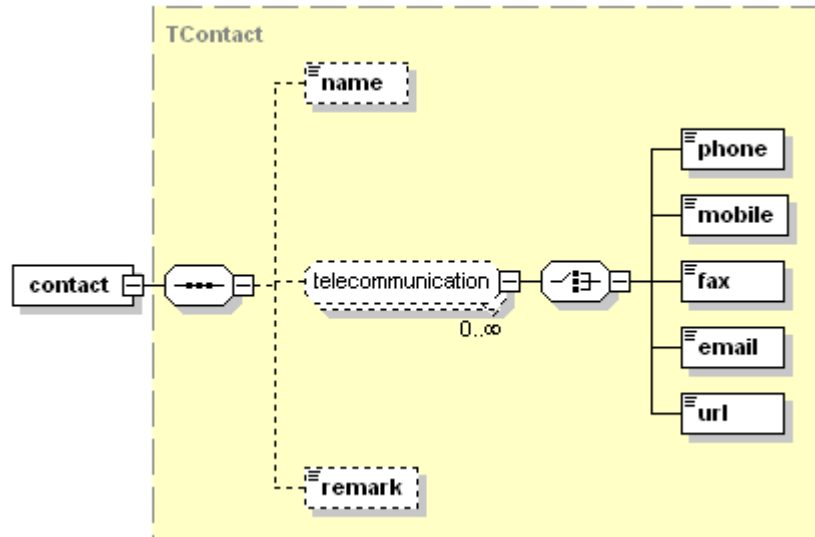 TContact
name
phone
mobile
contact
telecommunication
0..∞
fax
email
url
remark